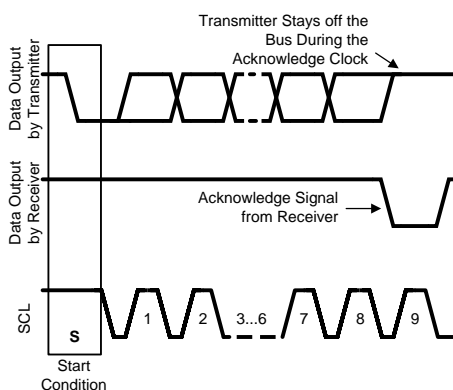 Transmitter Stays off the
Bus During the
Acknowledge Clock
Data Output
by Transmitter
Data Output
by Receiver
Acknowledge Signal
from Receiver
SCL
S
1
2
3...6
7
8
9
Start
Condition